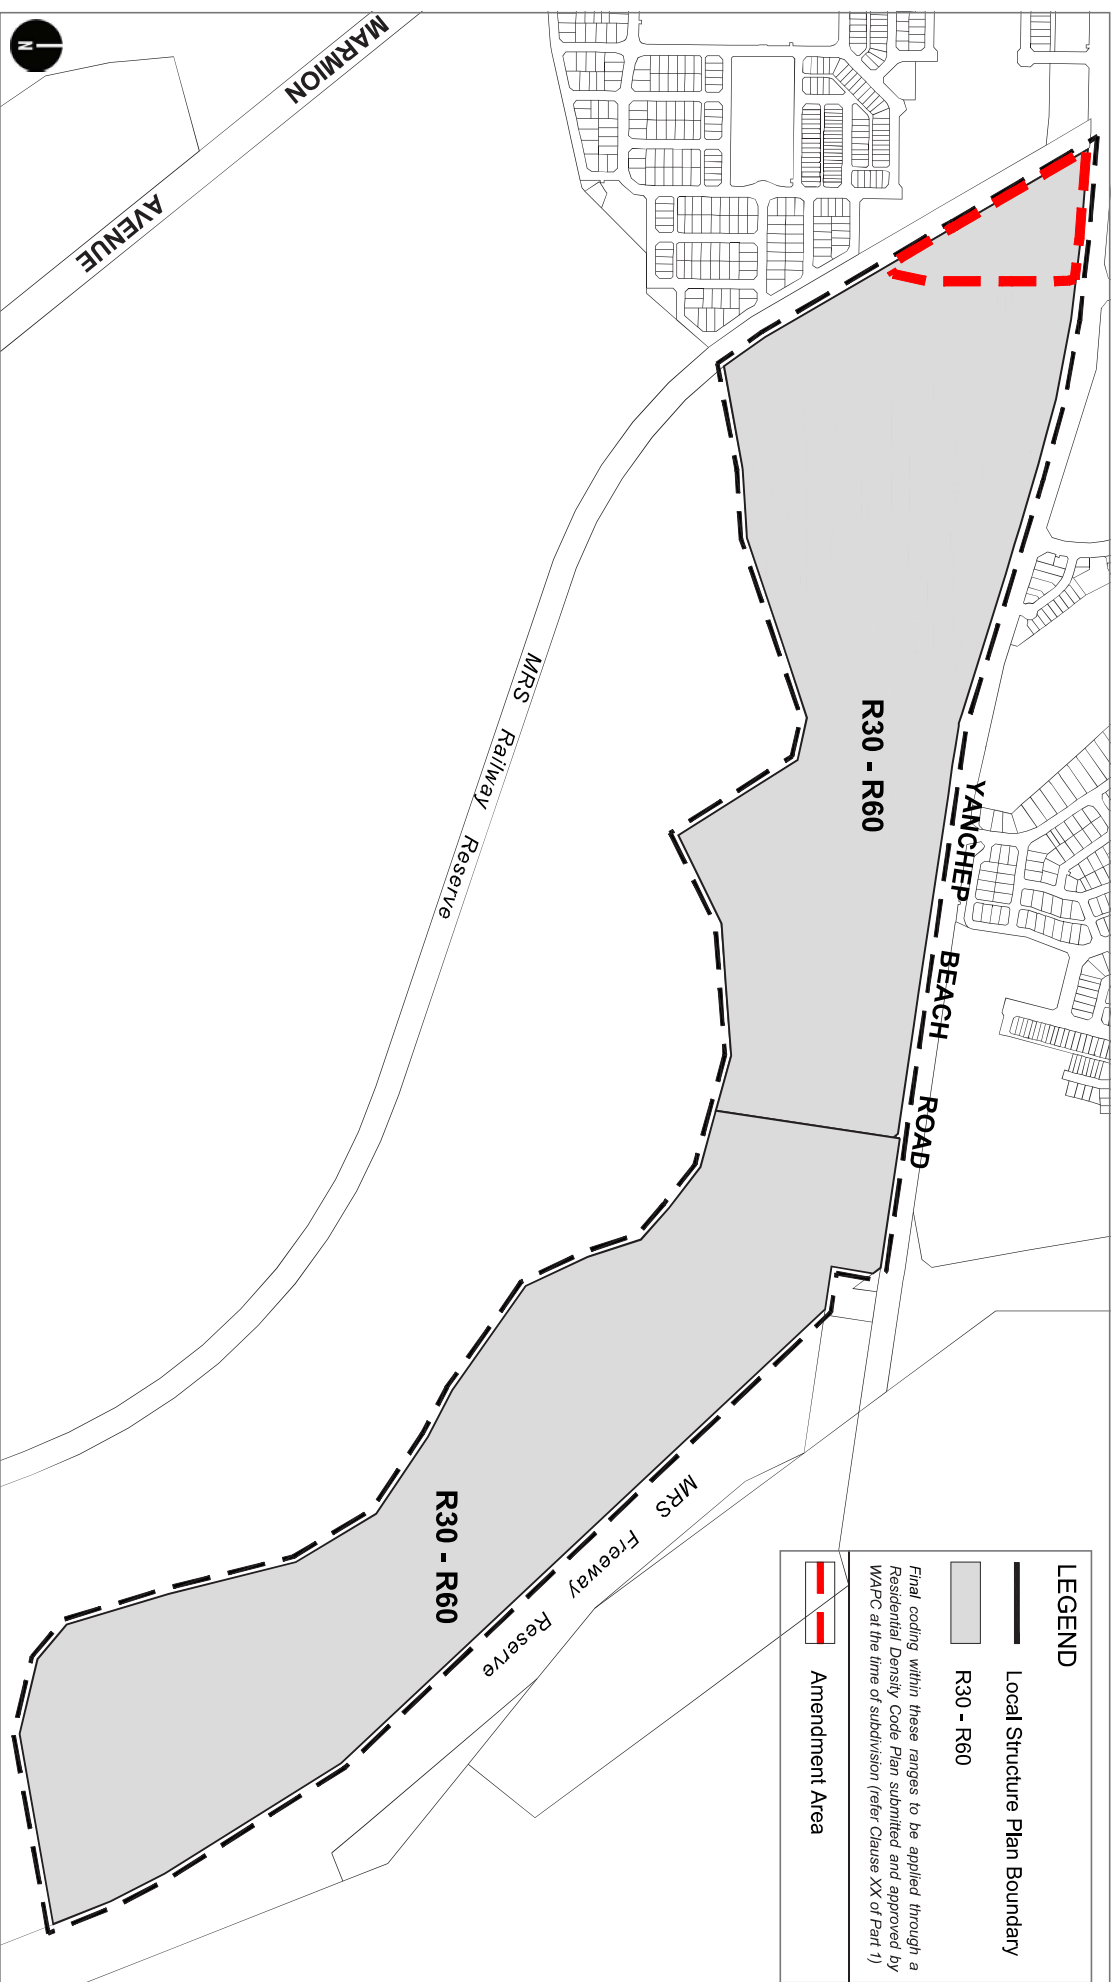 N
MARMION
AVENUE
MRS Railway Reserve
R30 - R60
YANCHEP BEACH ROAD
R30 - R60
MRS Freeway Reserve
LEGEND
Local Structure Plan Boundary
R30 - R60
Final coding within these ranges to be applied through a
Residential Density Code Plan submitted and approved by
WAPC at the time of subdivision (refer Clause XX of Part 1)
Amendment Area